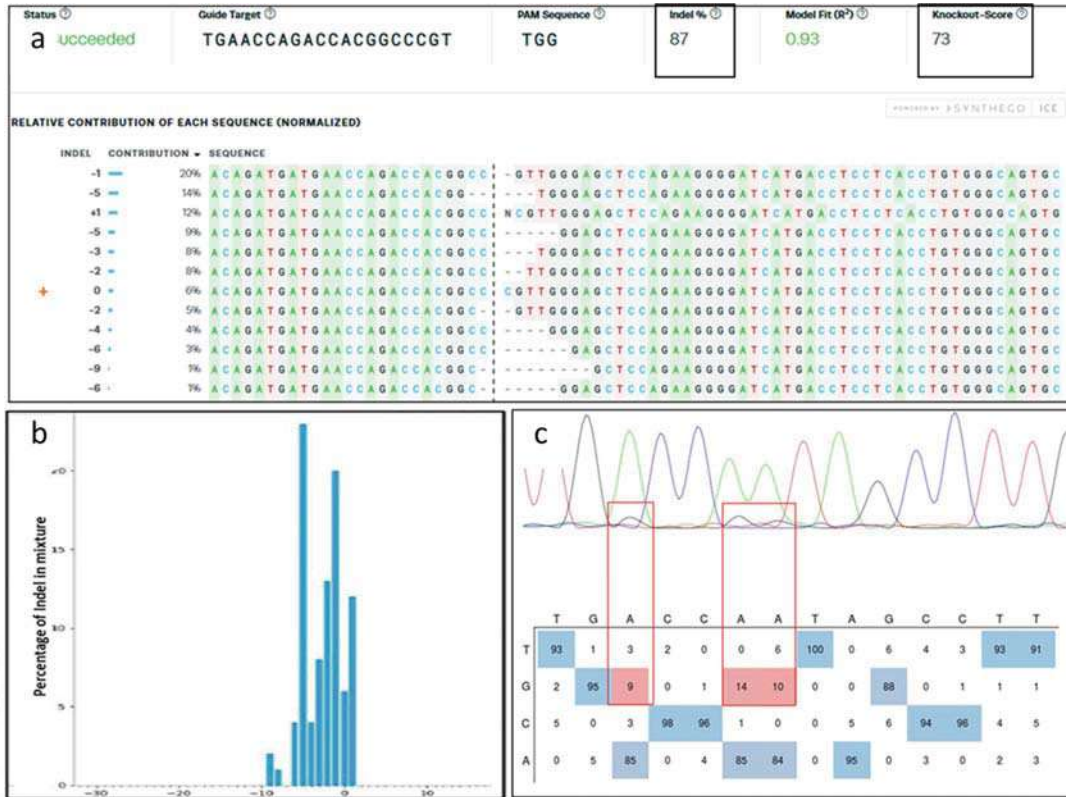 Status Guide Target PAM Sequence Indel % Model Fit (R²) Knockout-Score
a ucceeded TGAACCAGACCACGGCCCGT TGG 87 0.93 73
POWERED BY SYNTHEGO ICE
RELATIVE CONTRIBUTION OF EACH SEQUENCE (NORMALIZED)
INDEL CONTRIBUTION SEQUENCE
-1 20% ACAGATGATGAACCAGACCACGGCC -GTTGGGAGCTCCAGAAGGGGATCATGACCTCCTCACCTGTGGGCAGTGC
-5 14% ACAGATGATGAACCAGACCACGGC- ----TGGGAGCTCCAGAAGGGGATCATGACCTCCTCACCTGTGGGCAGTGC
+1 12% ACAGATGATGAACCAGACCACGGCC NCGTTGGGAGCTCCAGAAGGGGATCATGACCTCCTCACCTGTGGGCAGTG
-5 9% ACAGATGATGAACCAGACCACGGCC -----GGAGCTCCAGAAGGGGATCATGACCTCCTCACCTGTGGGCAGTGC
-3 8% ACAGATGATGAACCAGACCACGGCC ---TGGGAGCTCCAGAAGGGGATCATGACCTCCTCACCTGTGGGCAGTGC
-2 8% ACAGATGATGAACCAGACCACGGCC --TTGGGAGCTCCAGAAGGGGATCATGACCTCCTCACCTGTGGGCAGTGC
0 6% ACAGATGATGAACCAGACCACGGCC CGTTGGGAGCTCCAGAAGGGGATCATGACCTCCTCACCTGTGGGCAGTGC
-2 5% ACAGATGATGAACCAGACCACGGC- -GTTGGGAGCTCCAGAAGGGGATCATGACCTCCTCACCTGTGGGCAGTGC
-4 4% ACAGATGATGAACCAGACCACGGCC ----GGGAGCTCCAGAAGGGGATCATGACCTCCTCACCTGTGGGCAGTGC
-6 3% ACAGATGATGAACCAGACCACGGCC ------GAGCTCCAGAAGGGGATCATGACCTCCTCACCTGTGGGCAGTGC
-9 1% ACAGATGATGAACCAGACCACGGC- --------GCTCCAGAAGGGGATCATGACCTCCTCACCTGTGGGCAGTGC
-6 1% ACAGATGATGAACCAGACCACGGC- -----GGAGCTCCAGAAGGGGATCATGACCTCCTCACCTGTGGGCAGTGC
b
Percentage of Indel in mixture
20
15
10
5
0
-30 -20 -10 0 10
c
T G A C C A A T A G C C T T
T 93 1 3 2 0 0 6 100 0 6 4 3 93 91
G 2 95 9 0 1 14 10 0 0 88 0 1 1 1
C 5 0 3 98 96 1 0 0 5 6 94 96 4 5
A 0 5 85 0 4 85 84 0 95 0 3 0 2 3